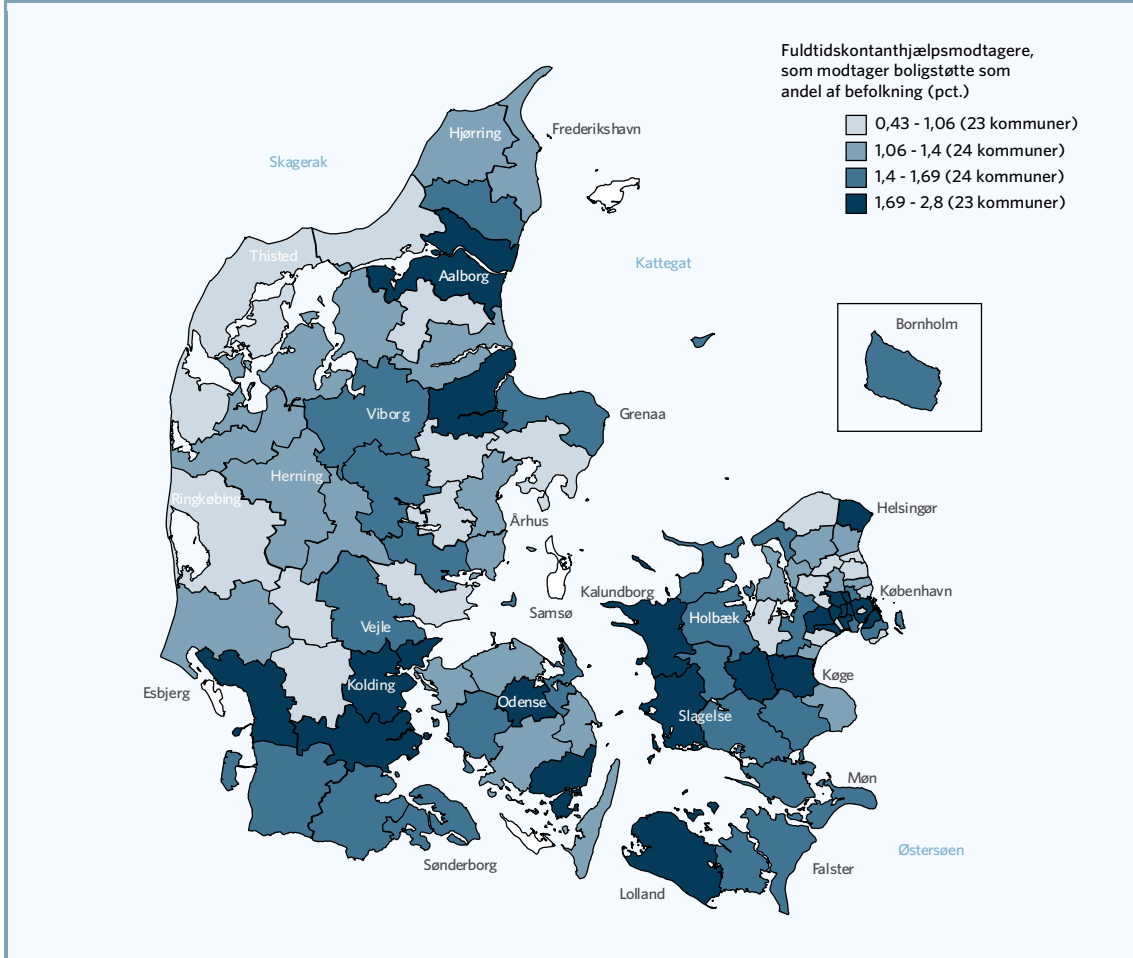 Fuldtidskontanthjælpsmodtagere,
som modtager boligstøtte som
andel af befolkning (pct.)
0,43 - 1,06 (23 kommuner)
1,06 - 1,4 (24 kommuner)
1,4 - 1,69 (24 kommuner)
1,69 - 2,8 (23 kommuner)
Hjørring
Frederikshavn
Skagerak
Thisted
Kattegat
Aalborg
Bornholm
Viborg
Grenaa
Herning
Ringkøbing
Århus
Helsingør
København
Kalundborg
Samsø
Holbæk
Vejle
Køge
Kolding
Esbjerg
Odense
Slagelse
Møn
Østersøen
Sønderborg
Falster
Lolland